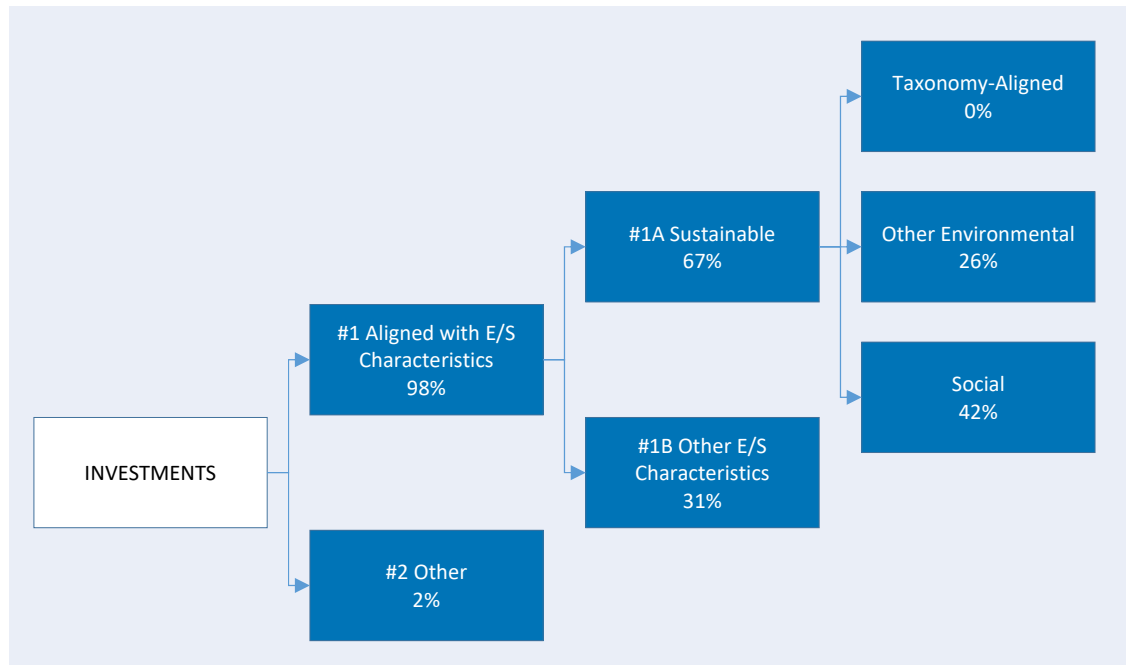 INVESTMENTS
#1 Aligned with E/S
Characteristics
98%
#2 Other
2%
#1A Sustainable
67%
#1B Other E/S
Characteristics
31%
Taxonomy-Aligned
0%
Other Environmental
26%
Social
42%